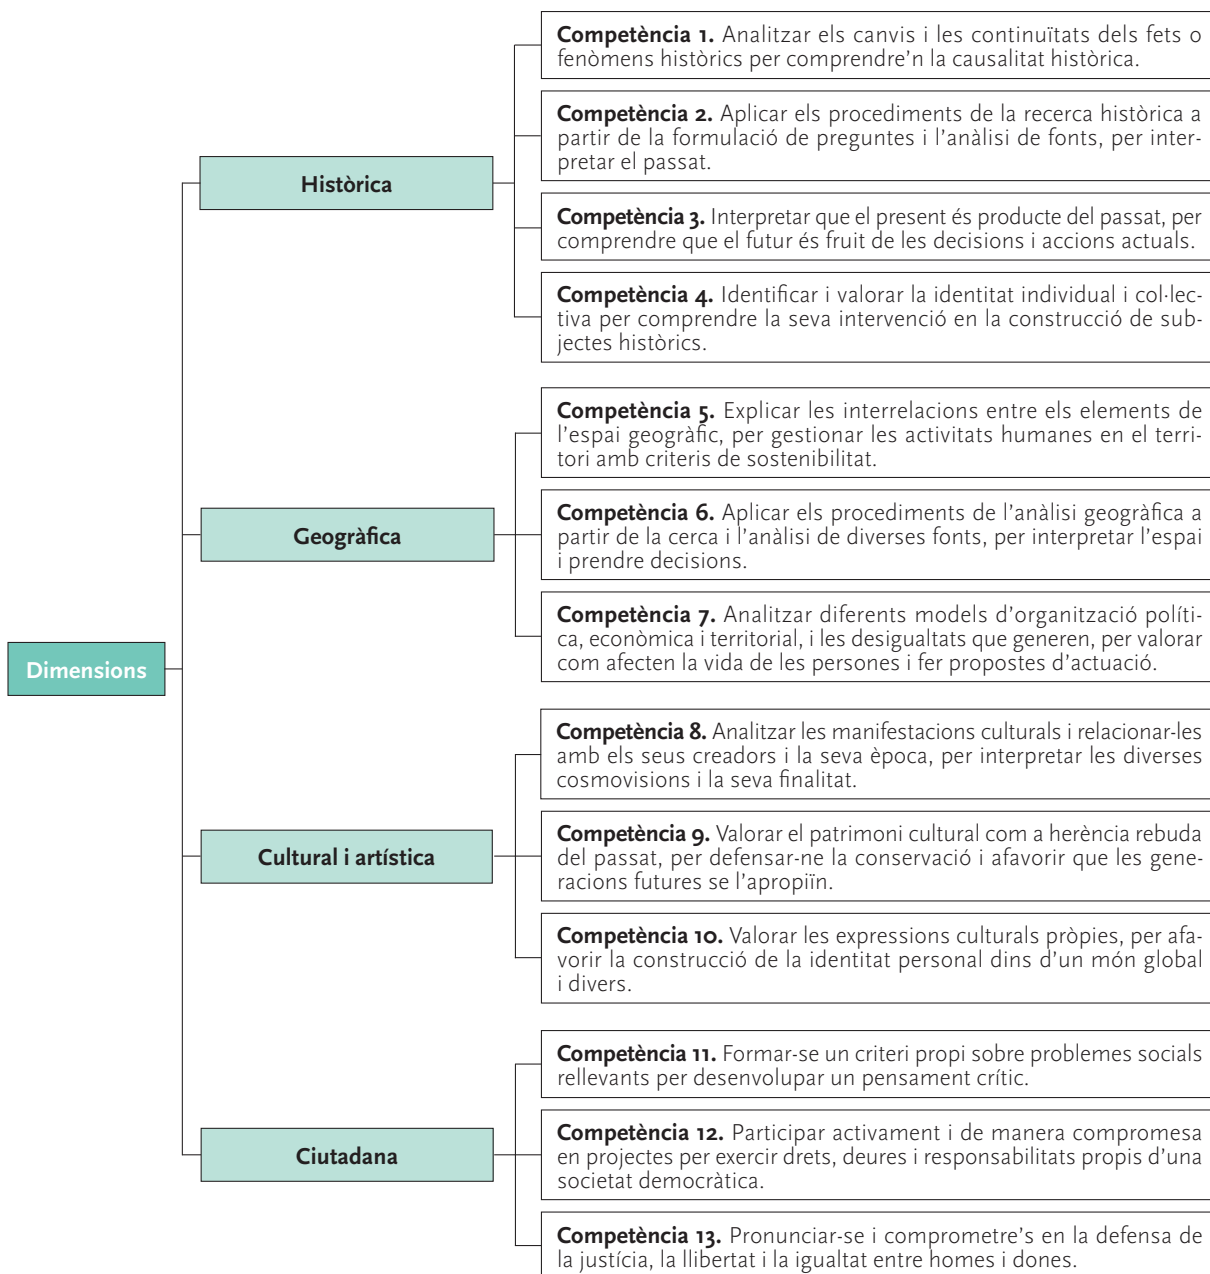 Dimensions
Històrica
Competència 1. Analitzar els canvis i les continuïtats dels fets o
fenòmens històrics per comprendre’n la causalitat històrica.
Competència 2. Aplicar els procediments de la recerca històrica a
partir de la formulació de preguntes i l’anàlisi de fonts, per inter-
pretar el passat.
Competència 3. Interpretar que el present és producte del passat, per
comprendre que el futur és fruit de les decisions i accions actuals.
Competència 4. Identificar i valorar la identitat individual i col·lec-
tiva per comprendre la seva intervenció en la construcció de sub-
jectes històrics.
Geogràfica
Competència 5. Explicar les interrelacions entre els elements de
l’espai geogràfic, per gestionar les activitats humanes en el terri-
tori amb criteris de sostenibilitat.
Competència 6. Aplicar els procediments de l’anàlisi geogràfica a
partir de la cerca i l’anàlisi de diverses fonts, per interpretar l’espai
i prendre decisions.
Competència 7. Analitzar diferents models d’organització políti-
ca, econòmica i territorial, i les desigualtats que generen, per valorar
com afecten la vida de les persones i fer propostes d’actuació.
Cultural i artística
Competència 8. Analitzar les manifestacions culturals i relacionar-les
amb els seus creadors i la seva època, per interpretar les diverses
cosmovisions i la seva finalitat.
Competència 9. Valorar el patrimoni cultural com a herència rebuda
del passat, per defensar-ne la conservació i afavorir que les gene-
racions futures se l’apropiïn.
Competència 10. Valorar les expressions culturals pròpies, per afa-
vorir la construcció de la identitat personal dins d’un món global
i divers.
Ciutadana
Competència 11. Formar-se un criteri propi sobre problemes socials
rellevants per desenvolupar un pensament crític.
Competència 12. Participar activament i de manera compromesa
en projectes per exercir drets, deures i responsabilitats propis d’una
societat democràtica.
Competència 13. Pronunciar-se i comprometre’s en la defensa de
la justícia, la llibertat i la igualtat entre homes i dones.